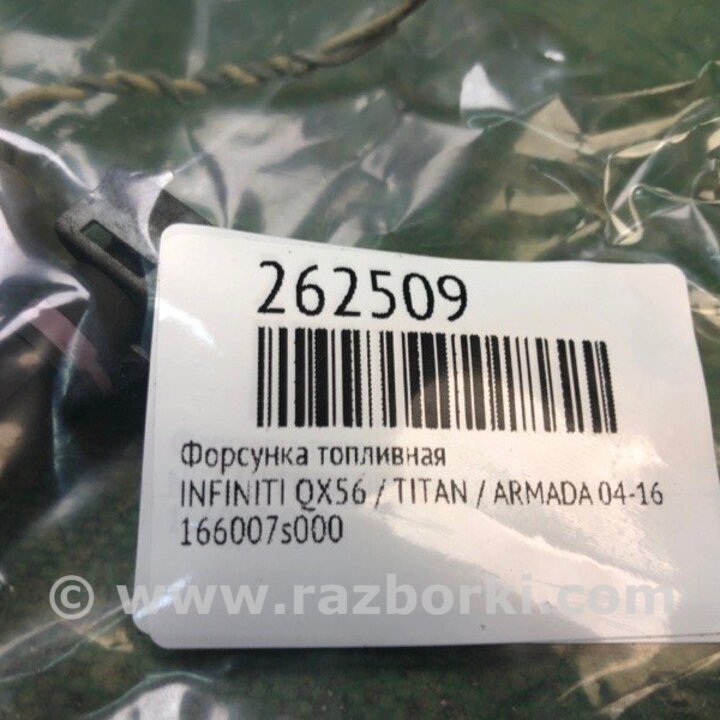 262509
Форсунка топливная
INFINITI QX56 / TITAN / ARMADA 04-16
166007s000
© www.razborki.com